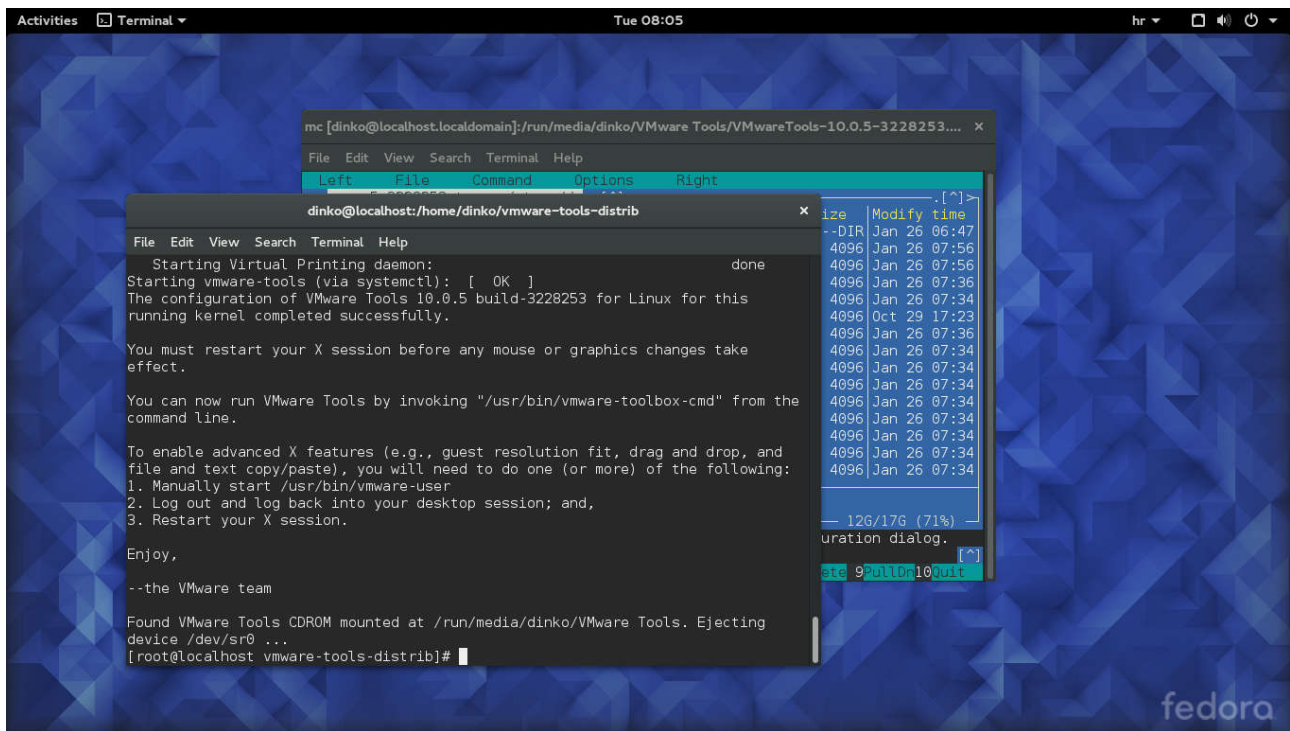 Activities Terminal Tue 08:05 hr
mc [dinko@localhost.localdomain]:/run/media/dinko/VMware Tools/VMwareTools-10.0.5-3228253.... ×
File Edit View Search Terminal Help
Left File Command Options Right
.[^]>
ize |Modify time
--DIR|Jan 26 06:47
4096|Jan 26 07:56
4096|Jan 26 07:56
4096|Jan 26 07:36
4096|Jan 26 07:34
4096|Oct 29 17:23
4096|Jan 26 07:36
4096|Jan 26 07:34
4096|Jan 26 07:34
4096|Jan 26 07:34
4096|Jan 26 07:34
4096|Jan 26 07:34
4096|Jan 26 07:34
4096|Jan 26 07:34
4096|Jan 26 07:34
12G/17G (71%)
uration dialog.
[^]
ete 9PullDn10Quit
dinko@localhost:/home/dinko/vmware-tools-distrib ×
File Edit View Search Terminal Help
Starting Virtual Printing daemon: done
Starting vmware-tools (via systemctl): [ OK ]
The configuration of VMware Tools 10.0.5 build-3228253 for Linux for this
running kernel completed successfully.
You must restart your X session before any mouse or graphics changes take
effect.
You can now run VMware Tools by invoking "/usr/bin/vmware-toolbox-cmd" from the
command line.
To enable advanced X features (e.g., guest resolution fit, drag and drop, and
file and text copy/paste), you will need to do one (or more) of the following:
1. Manually start /usr/bin/vmware-user
2. Log out and log back into your desktop session; and,
3. Restart your X session.
Enjoy,
--the VMware team
Found VMware Tools CDROM mounted at /run/media/dinko/VMware Tools. Ejecting
device /dev/sr0 ...
[root@localhost vmware-tools-distrib]#
fedora